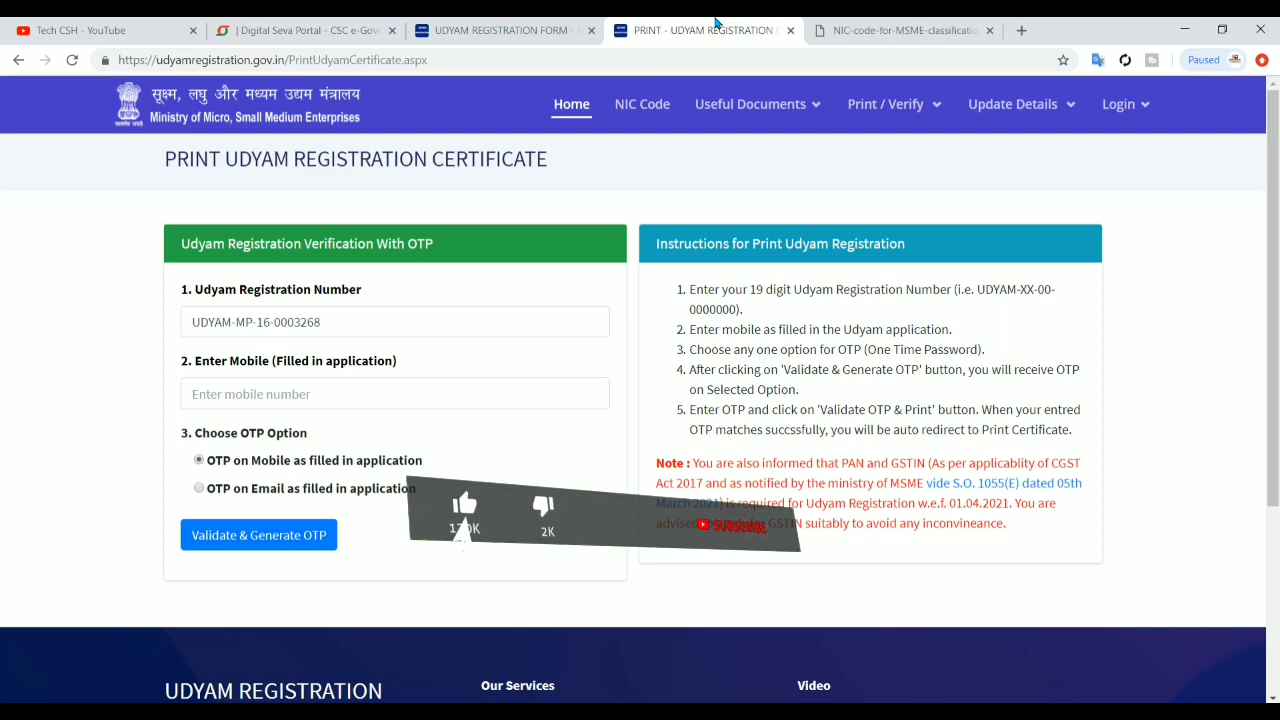 Tech CSH - YouTube
| Digital Seva Portal - CSC e-Gove
UDYAM REGISTRATION FORM -
PRINT - UDYAM REGISTRATION C
NIC-code-for-MSME-classificatio
https://udyamregistration.gov.in/PrintUdyamCertificate.aspx
Paused
सूक्ष्म, लघु और मध्यम उद्यम मंत्रालय
Ministry of Micro, Small Medium Enterprises
Home
NIC Code
Useful Documents
Print / Verify
Update Details
Login
PRINT UDYAM REGISTRATION CERTIFICATE
Udyam Registration Verification With OTP
1. Udyam Registration Number
UDYAM-MP-16-0003268
2. Enter Mobile (Filled in application)
Enter mobile number
3. Choose OTP Option
OTP on Mobile as filled in application
OTP on Email as filled in application
Validate & Generate OTP
Instructions for Print Udyam Registration
1. Enter your 19 digit Udyam Registration Number (i.e. UDYAM-XX-00-
0000000).
2. Enter mobile as filled in the Udyam application.
3. Choose any one option for OTP (One Time Password).
4. After clicking on 'Validate & Generate OTP' button, you will receive OTP
on Selected Option.
5. Enter OTP and click on 'Validate OTP & Print' button. When your entred
OTP matches succssfully, you will be auto redirect to Print Certificate.
Note : You are also informed that PAN and GSTIN (As per applicablity of CGST
Act 2017 and as notified by the ministry of MSME vide S.O. 1055(E) dated 05th
March 2021) is required for Udyam Registration w.e.f. 01.04.2021. You are
advised GSTIN suitably to avoid any inconvineance.
2K
UDYAM REGISTRATION
Our Services
Video